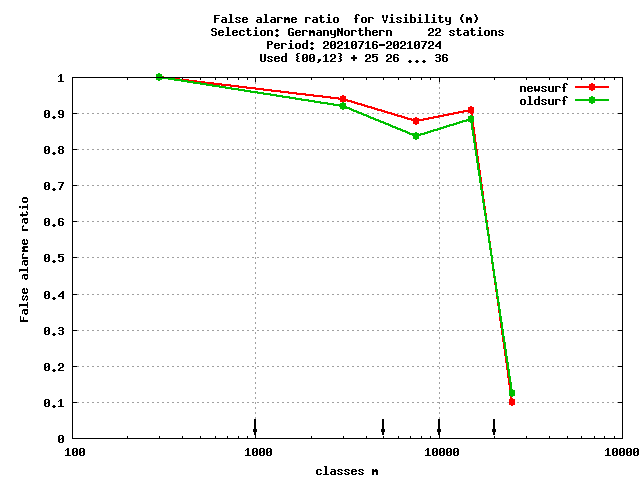 False alarme ratio  for Visibility (m)
Selection: GermanyNorthern     22 stations
Period: 20210716-20210724
Used {00,12} + 25 26 ... 36
newsurf
oldsurf
1
0.9
0.8
0.7
0.6
0.5
0.4
0.3
0.2
0.1
0
False alarme ratio
100 1000 10000 10000
classes m